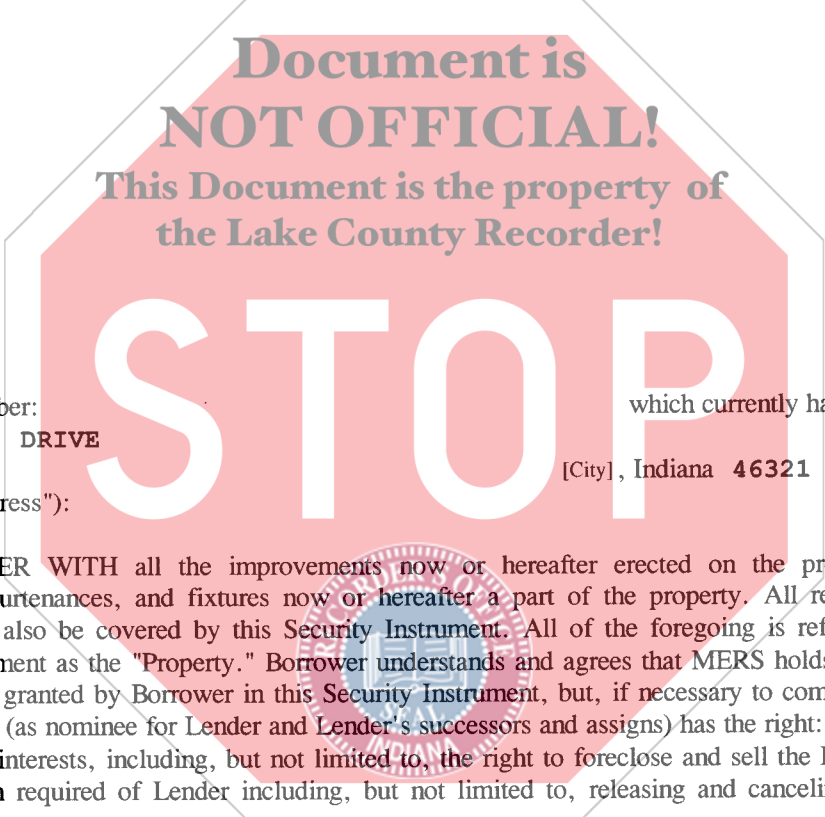 Document is
NOT OFFICIAL!
This Document is the property of
the Lake County Recorder!
STOP
ber: which currently ha
DRIVE
[City], Indiana 46321
ress"):
ER WITH all the improvements now or hereafter erected on the pr
urtenances, and fixtures now or hereafter a part of the property. All re
also be covered by this Security Instrument. All of the foregoing is ref
ment as the "Property." Borrower understands and agrees that MERS holds
granted by Borrower in this Security Instrument, but, if necessary to com
(as nominee for Lender and Lender's successors and assigns) has the right:
interests, including, but not limited to, the right to foreclose and sell the
required of Lender including, but not limited to, releasing and canceli
RECORDER'S OFFICE
SEAL
INDIANA